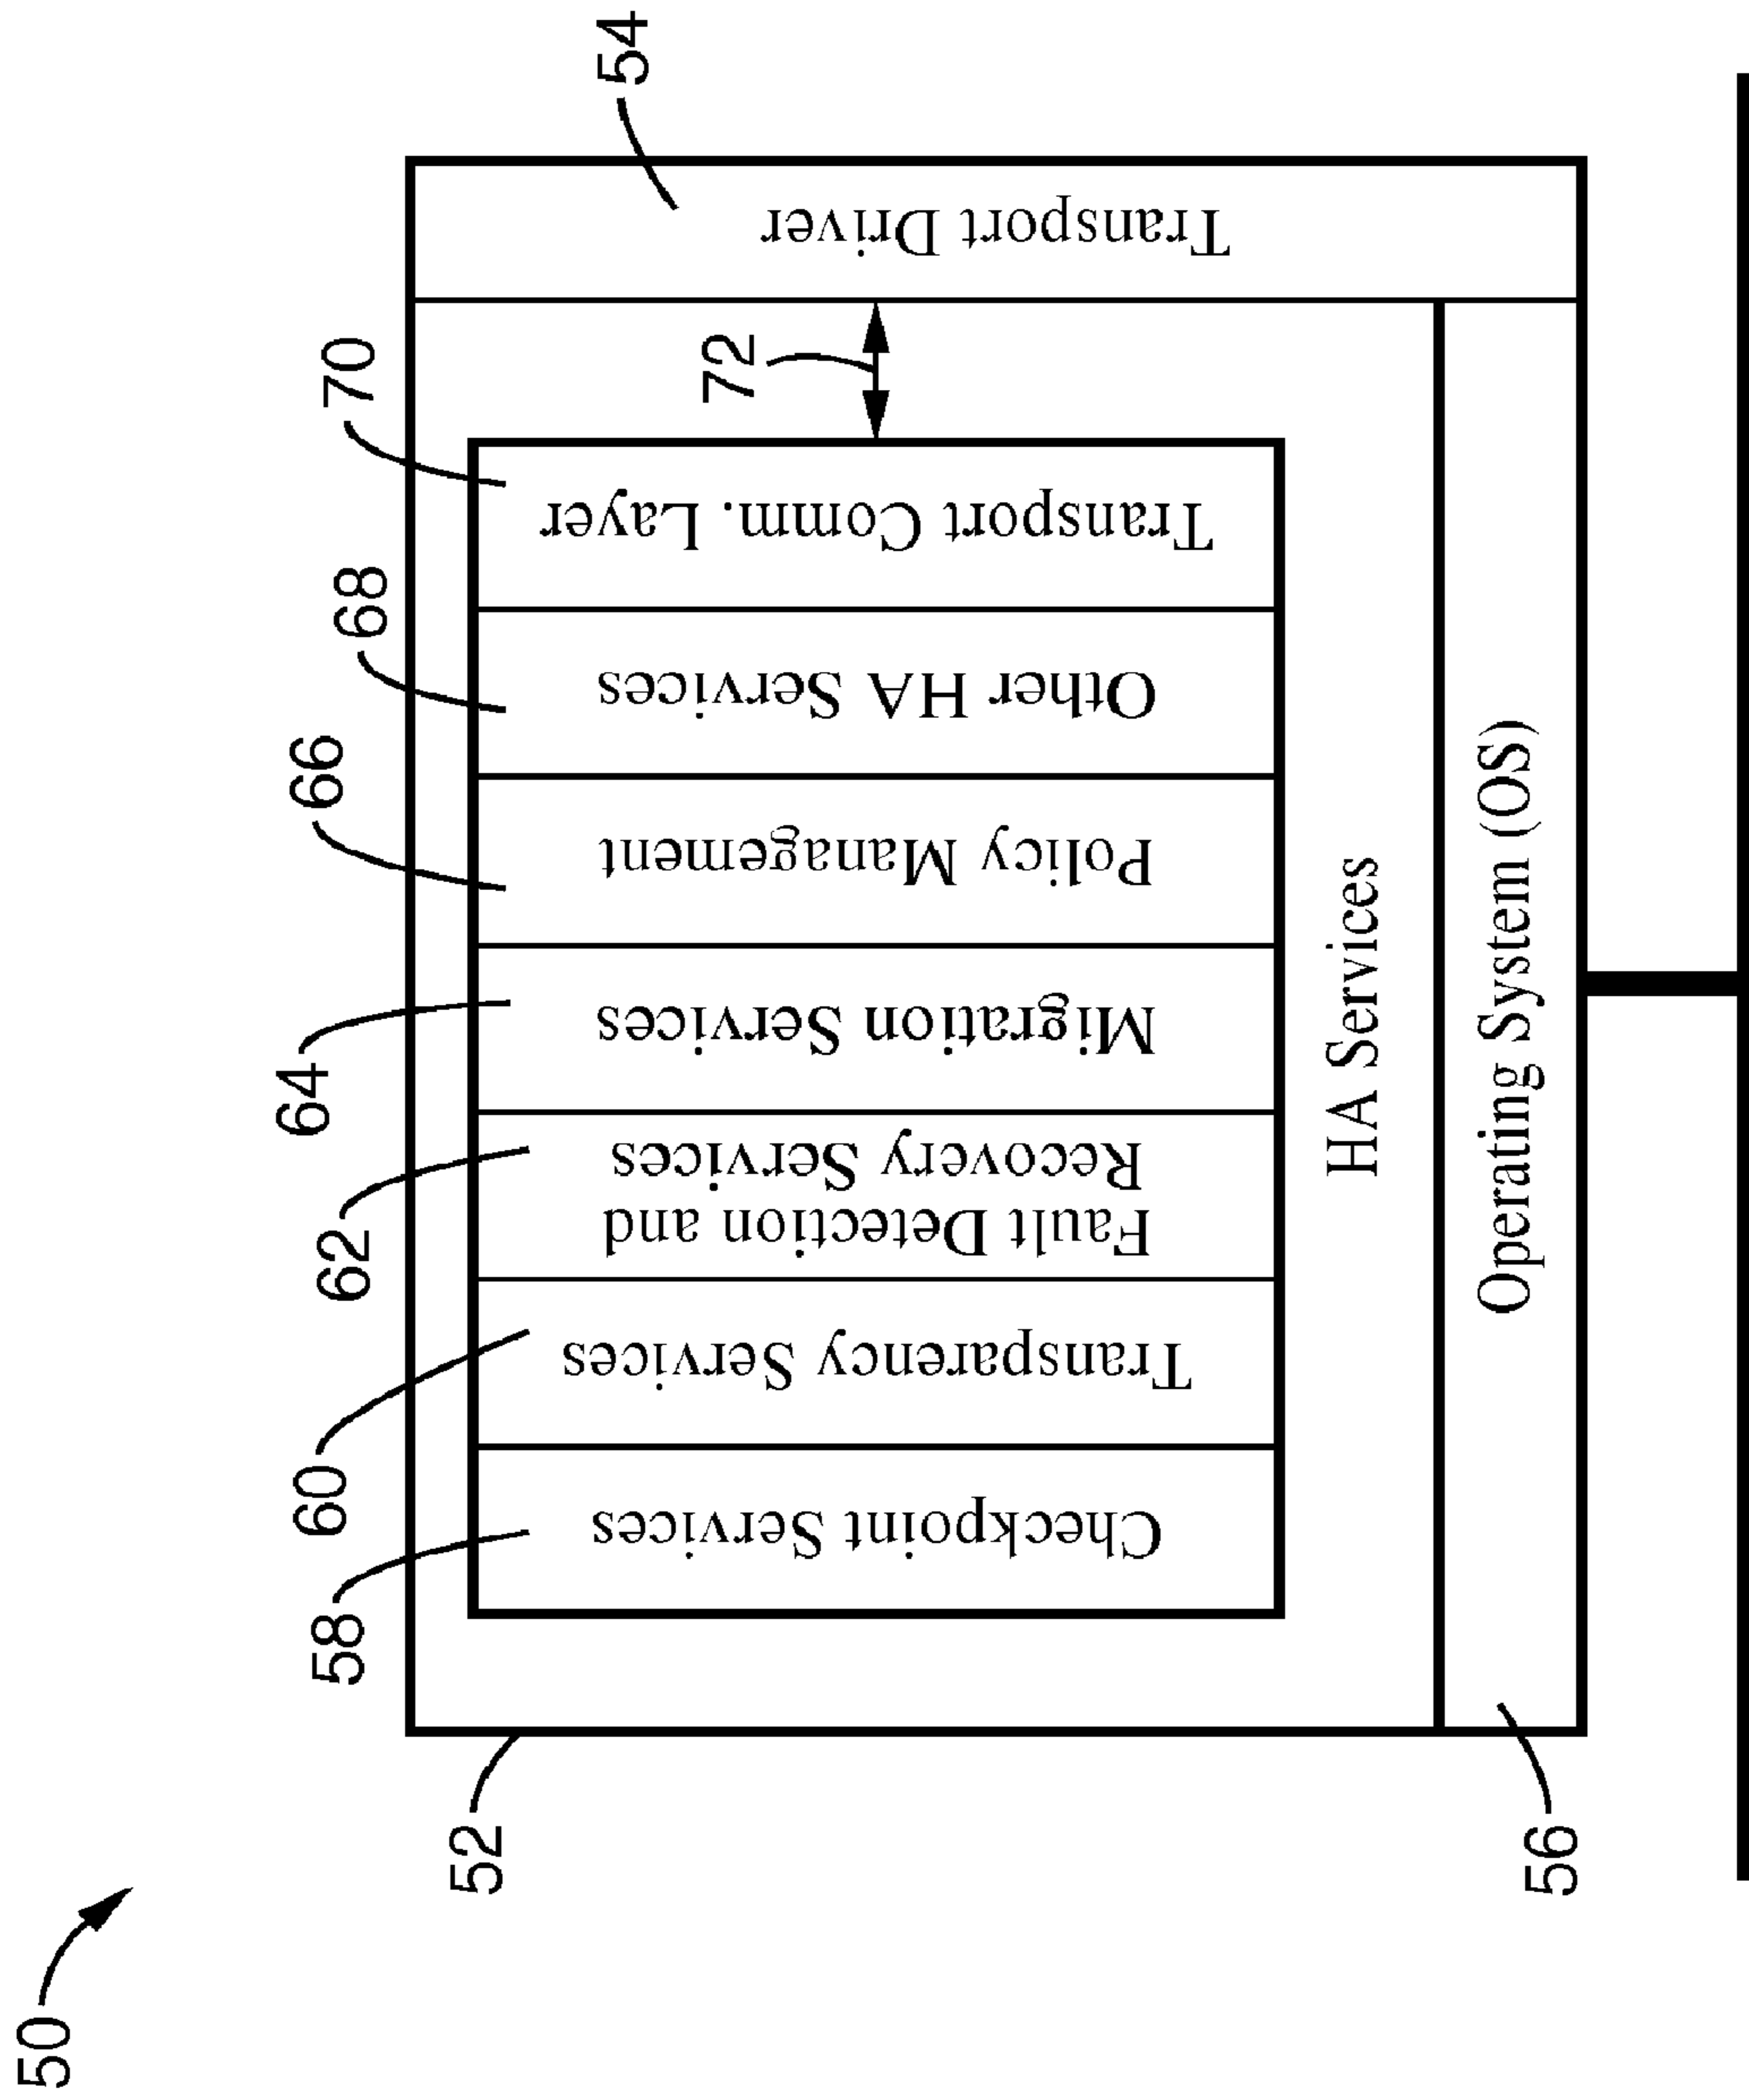 50
52
58
60
62
64
66
68
70
54
72
56
Checkpoint Services
Transparency Services
Fault Detection and
Recovery Services
Migration Services
Policy Management
Other HA Services
Transport Comm. Layer
Transport Driver
HA Services
Operating System (OS)